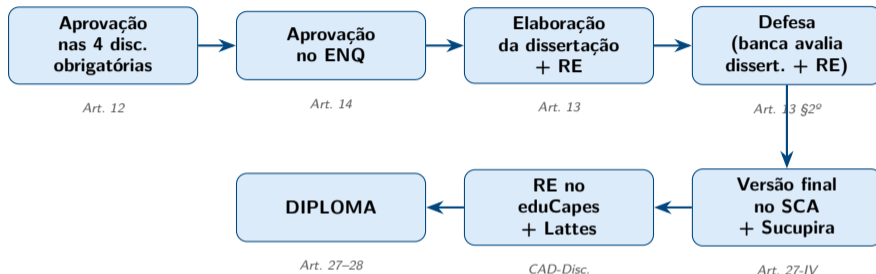 Aprovação
nas 4 disc.
obrigatórias
Art. 12
Aprovação
no ENQ
Art. 14
Elaboração
da dissertação
+ RE
Art. 13
Defesa
(banca avalia
dissert. + RE)
Art. 13 §2º
Versão final
no SCA
+ Sucupira
Art. 27-IV
RE no
eduCapes
+ Lattes
CAD-Disc.
DIPLOMA
Art. 27–28